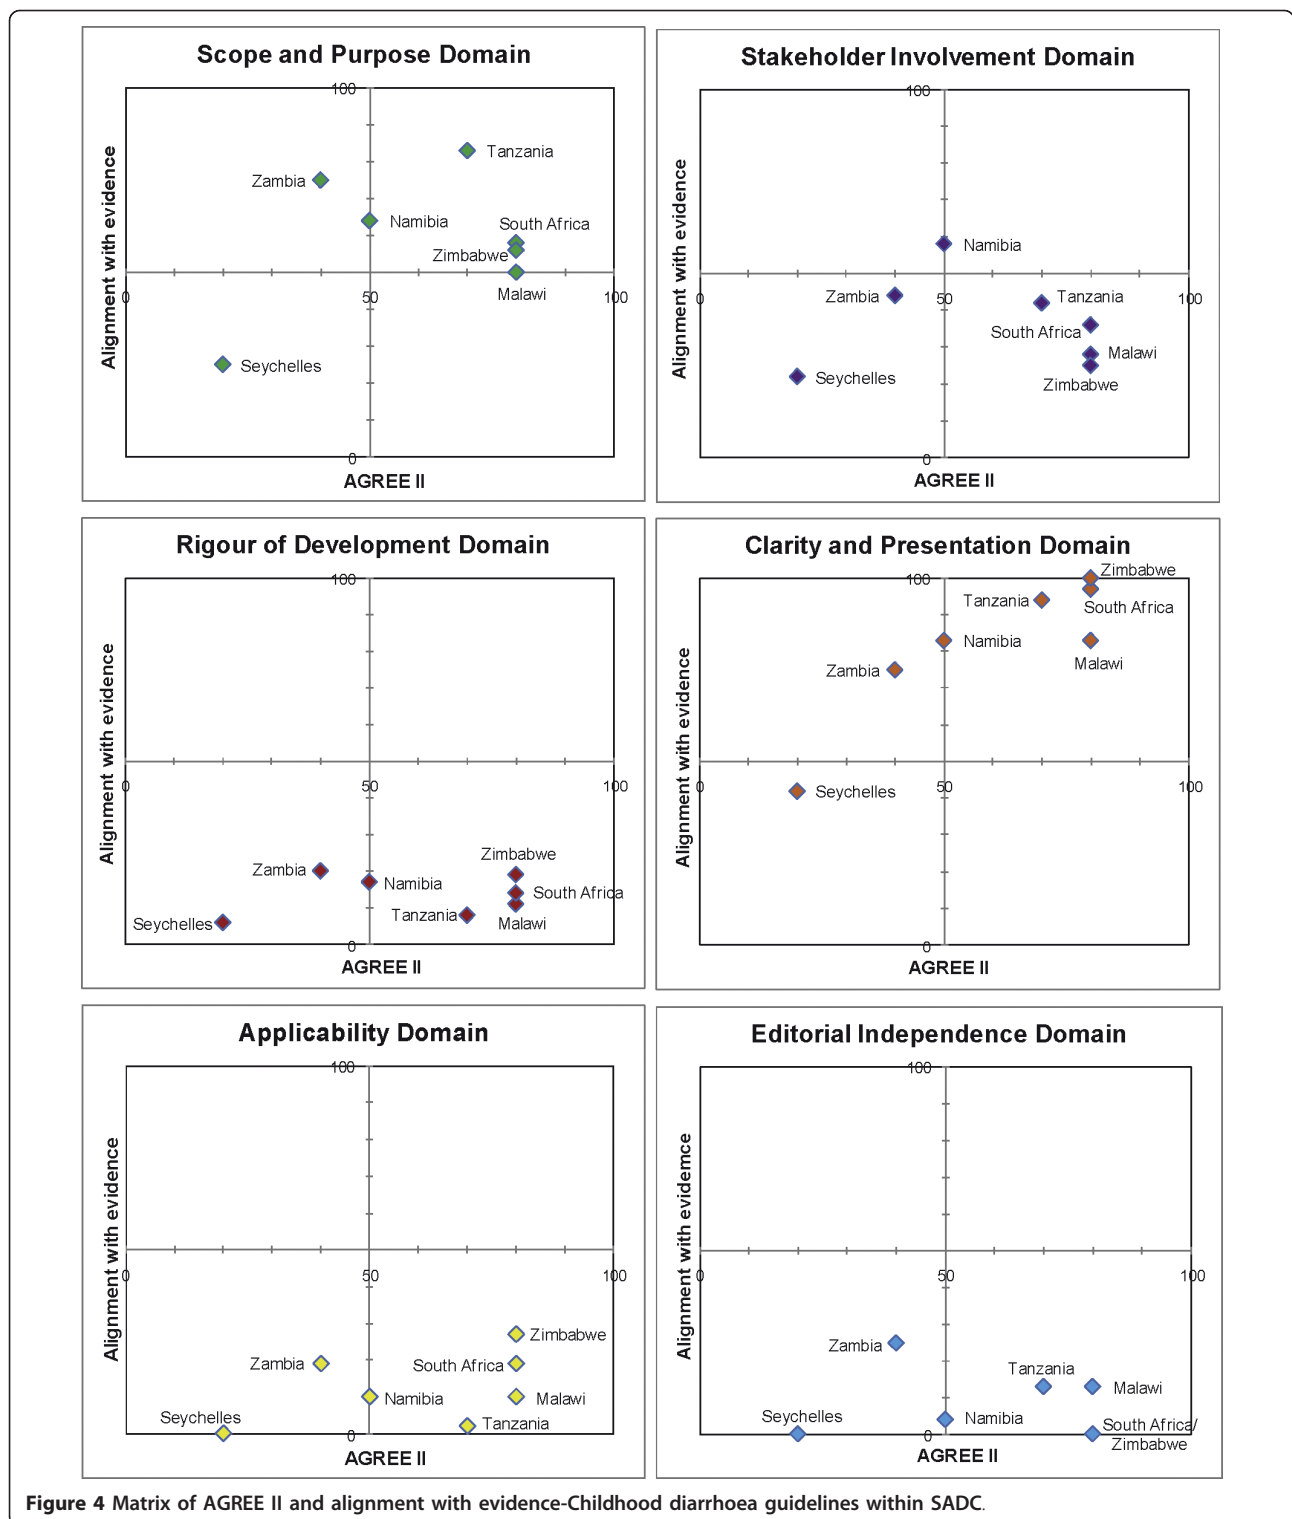 Scope and Purpose Domain
100
Tanzania
Zambia
Namibia
South Africa
Zimbabwe
0
50
100
Malawi
Seychelles
0
Alignment with evidence
AGREE II
Stakeholder Involvement Domain
100
Namibia
0
50
100
Zambia
Tanzania
South Africa
Malawi
Seychelles
Zimbabwe
0
Alignment with evidence
AGREE II
Rigour of Development Domain
100
0
50
100
Zimbabwe
Zambia
Namibia
South Africa
Tanzania
Malawi
Seychelles
0
Alignment with evidence
AGREE II
Clarity and Presentation Domain
100
Zimbabwe
Tanzania
South Africa
Namibia
Malawi
Zambia
0
50
100
Seychelles
0
Alignment with evidence
AGREE II
Applicability Domain
100
0
50
100
Zimbabwe
Zambia
South Africa
Namibia
Malawi
Seychelles
Tanzania
0
Alignment with evidence
AGREE II
Editorial Independence Domain
100
0
50
100
Zambia
Tanzania
Malawi
Seychelles
Namibia
South Africa/
Zimbabwe
0
Alignment with evidemce
AGREE II
Figure 4 Matrix of AGREE II and alignment with evidence-Childhood diarrhoea guidelines within SADC.